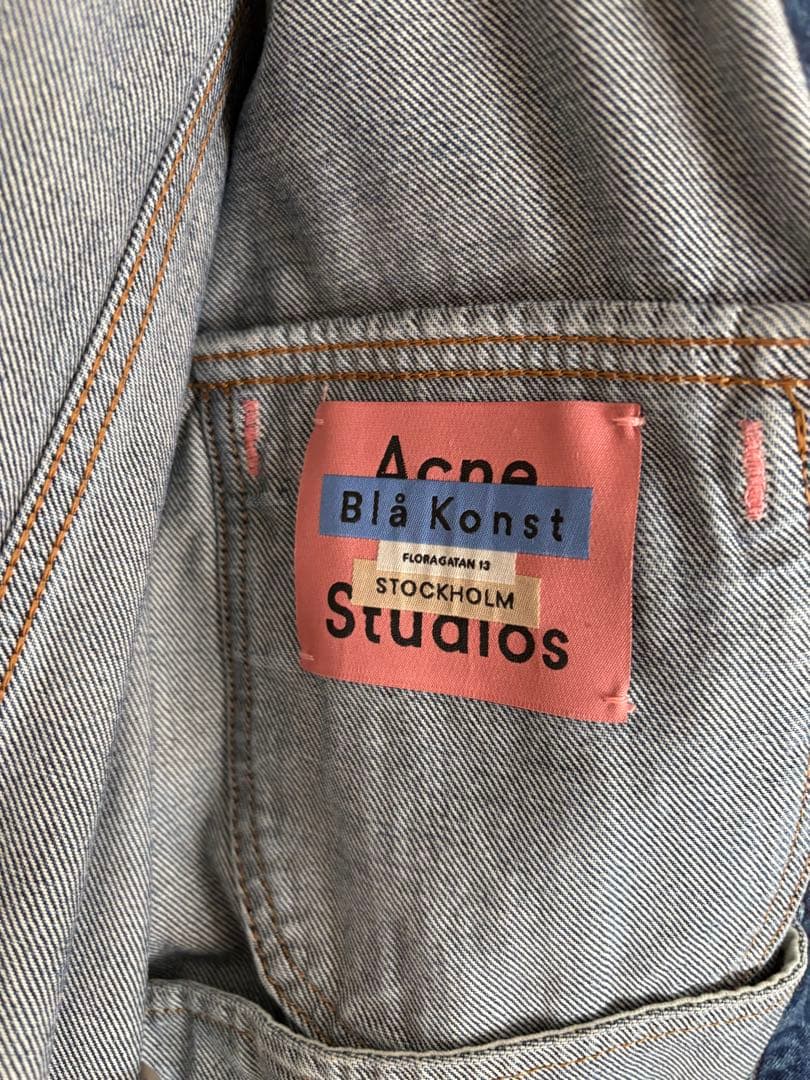 Acne
Blå Konst
FLORAGATAN 13
STOCKHOLM
Studios